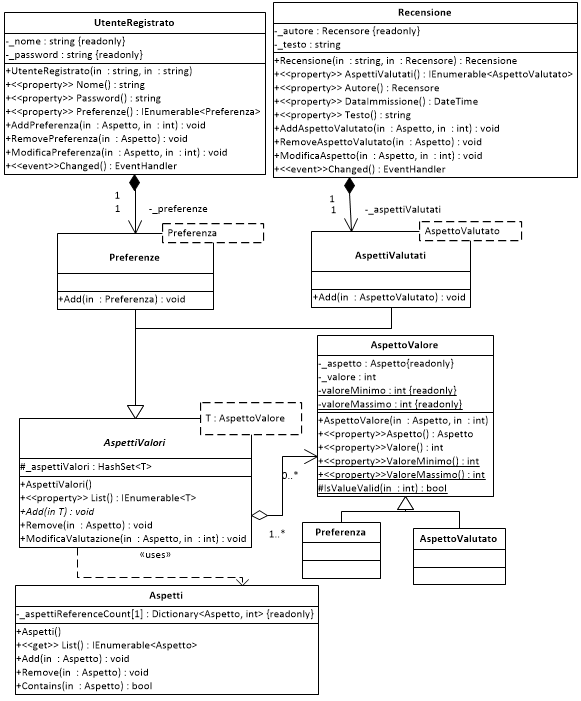 UtenteRegistrato
-_nome : string {readonly}
-_password : string {readonly}
+UtenteRegistrato(in : string, in : string)
+<<property>> Nome() : string
+<<property>> Password() : string
+<<property>> Preferenze() : IEnumerable<Preferenza>
+AddPreferenza(in : Aspetto, in : int) : void
+RemovePreferenza(in : Aspetto) : void
+ModificaPreferenza(in : Aspetto, in : int) : void
+<<event>>Changed() : EventHandler
Recensione
-_autore : Recensore {readonly}
-_testo : string
+Recensione(in : string, in : Recensore) : Recensione
+<<property>> AspettiValutati() : IEnumerable<AspettoValutato>
+<<property>> Autore() : Recensore
+<<property>> DataImmissione() : DateTime
+<<property>> Testo() : string
+AddAspettoValutato(in : Aspetto, in : int) : void
+RemoveAspettoValutato(in : Aspetto) : void
+ModificaAspetto(in : Aspetto, in : int) : void
+<<event>>Changed() : EventHandler
1
1
-_preferenze
1
1
-_aspettiValutati
Preferenza
Preferenze
+Add(in : Preferenza) : void
AspettoValutato
AspettiValutati
+Add(in : AspettoValutato) : void
AspettoValore
-_aspetto : Aspetto{readonly}
-_valore : int
-valoreMinimo : int {readonly}
-valoreMassimo : int {readonly}
+AspettoValore(in : Aspetto, in : int)
+<<property>>Aspetto() : Aspetto
+<<property>>Valore() : int
+<<property>>ValoreMinimo() : int
+<<property>>ValoreMassimo() : int
#IsValueValid(in : int) : bool
T : AspettoValore
AspettiValori
#_aspettiValori : HashSet<T>
+AspettiValori()
+<<property>> List() : IEnumerable<T>
+Add(in T) : void
+Remove(in : Aspetto) : void
+ModificaValutazione(in : Aspetto, in : int) : void
0..*
1..*
Preferenza
AspettoValutato
«uses»
Aspetti
-_aspettiReferenceCount[1] : Dictionary<Aspetto, int> {readonly}
+Aspetti()
+<<get>> List() : IEnumerable<Aspetto>
+Add(in : Aspetto) : void
+Remove(in : Aspetto) : void
+Contains(in : Aspetto) : bool